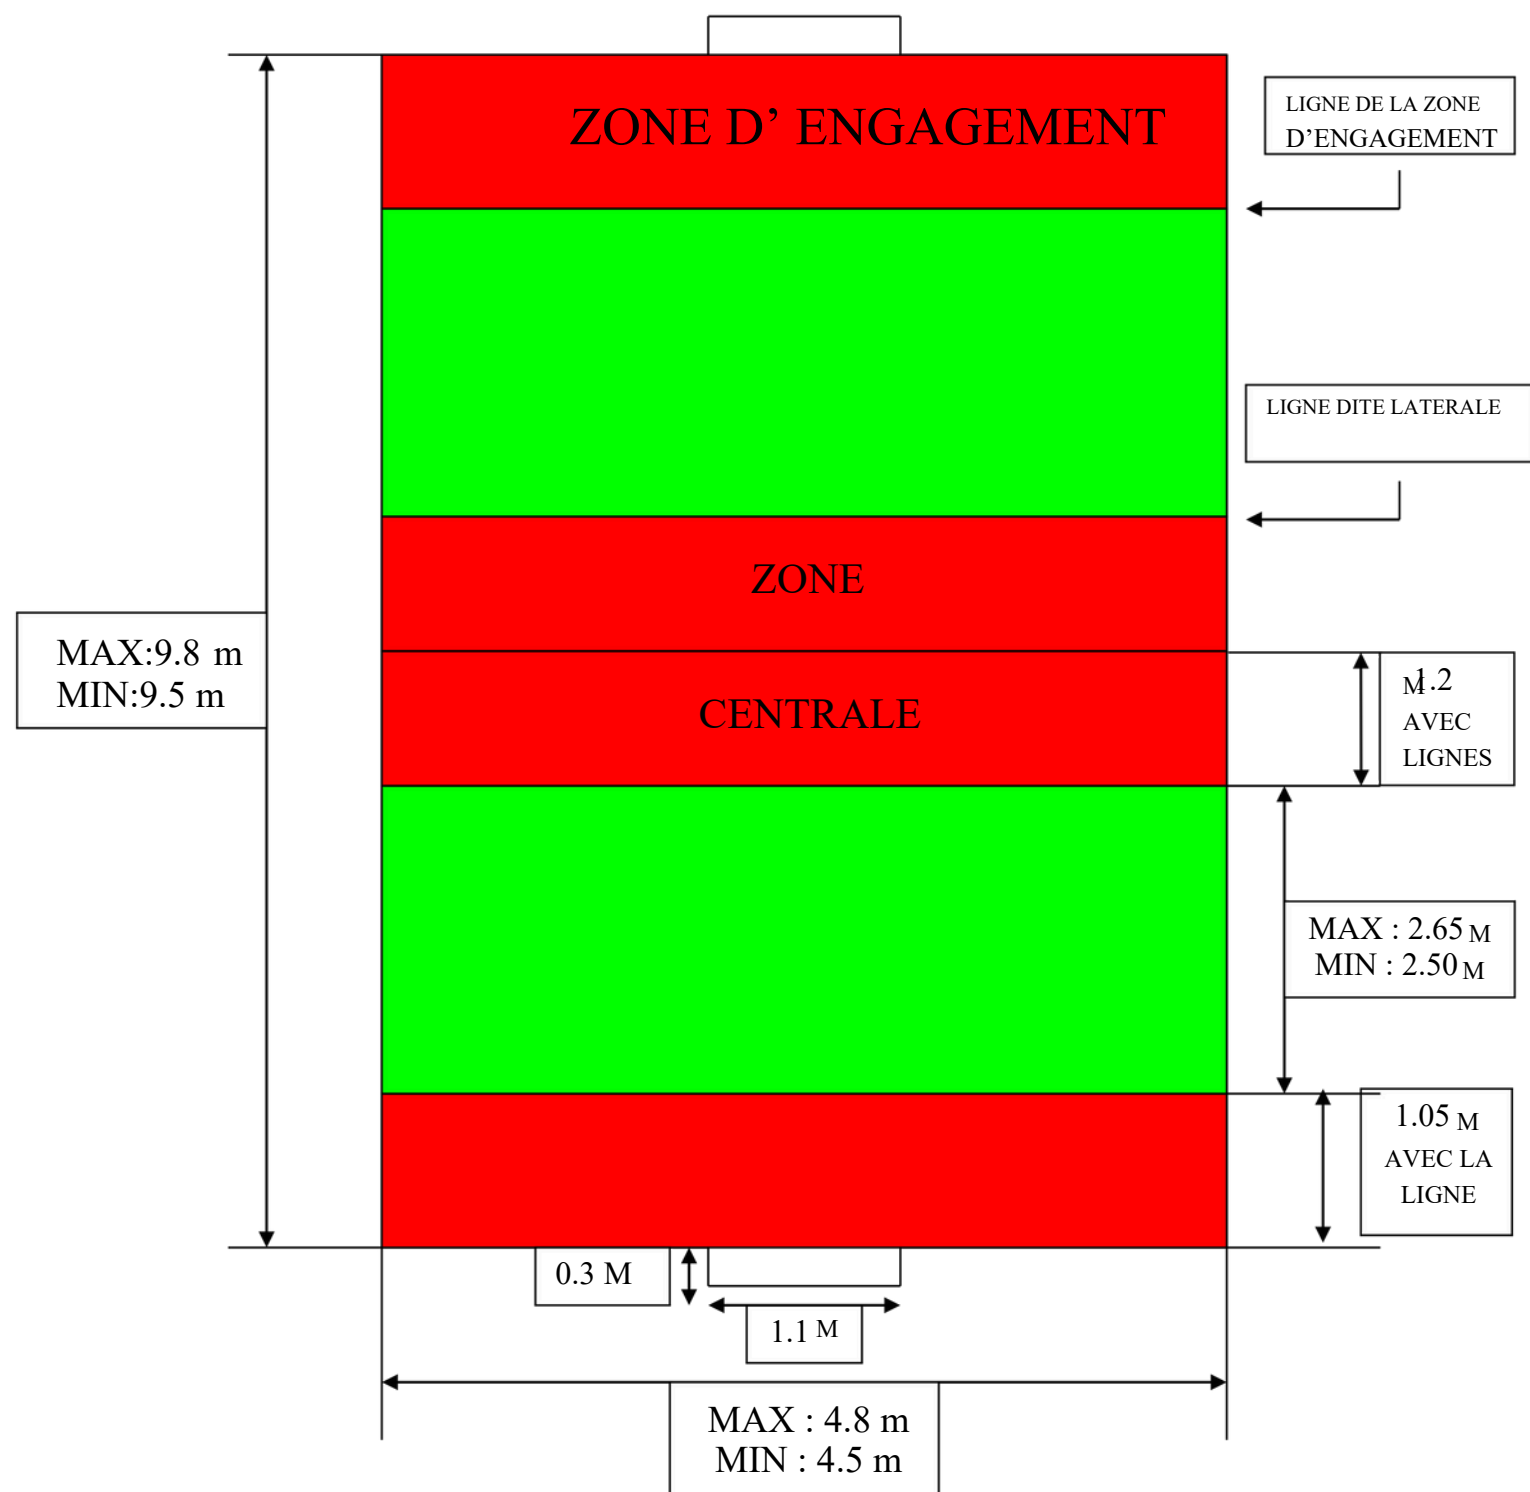 ZONE D’ ENGAGEMENT
LIGNE DE LA ZONE
D’ENGAGEMENT
LIGNE DITE LATERALE
ZONE
MAX:9.8 m
MIN:9.5 m
CENTRALE
1.2
M
AVEC
LIGNES
MAX : 2.65 M
MIN : 2.50 M
1.05 M
AVEC LA
LIGNE
0.3 M
1.1 M
MAX : 4.8 m
MIN : 4.5 m